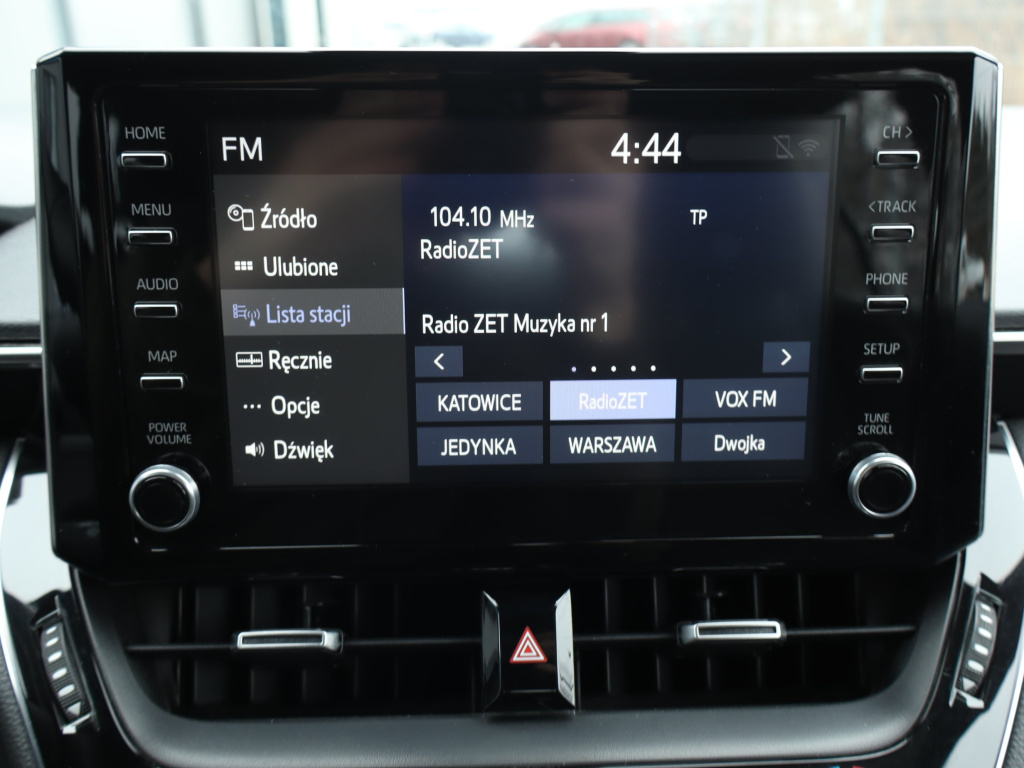 HOME
MENU
AUDIO
MAP
POWER
VOLUME
FM
4:44
Źródło
Ulubione
Lista stacji
Ręcznie
Opcje
Dźwięk
104.10 MHz
TP
RadioZET
Radio ZET Muzyka nr 1
<
>
KATOWICE
RadioZET
VOX FM
JEDYNKA
WARSZAWA
Dwojka
CH >
< TRACK
PHONE
SETUP
TUNE
SCROLL